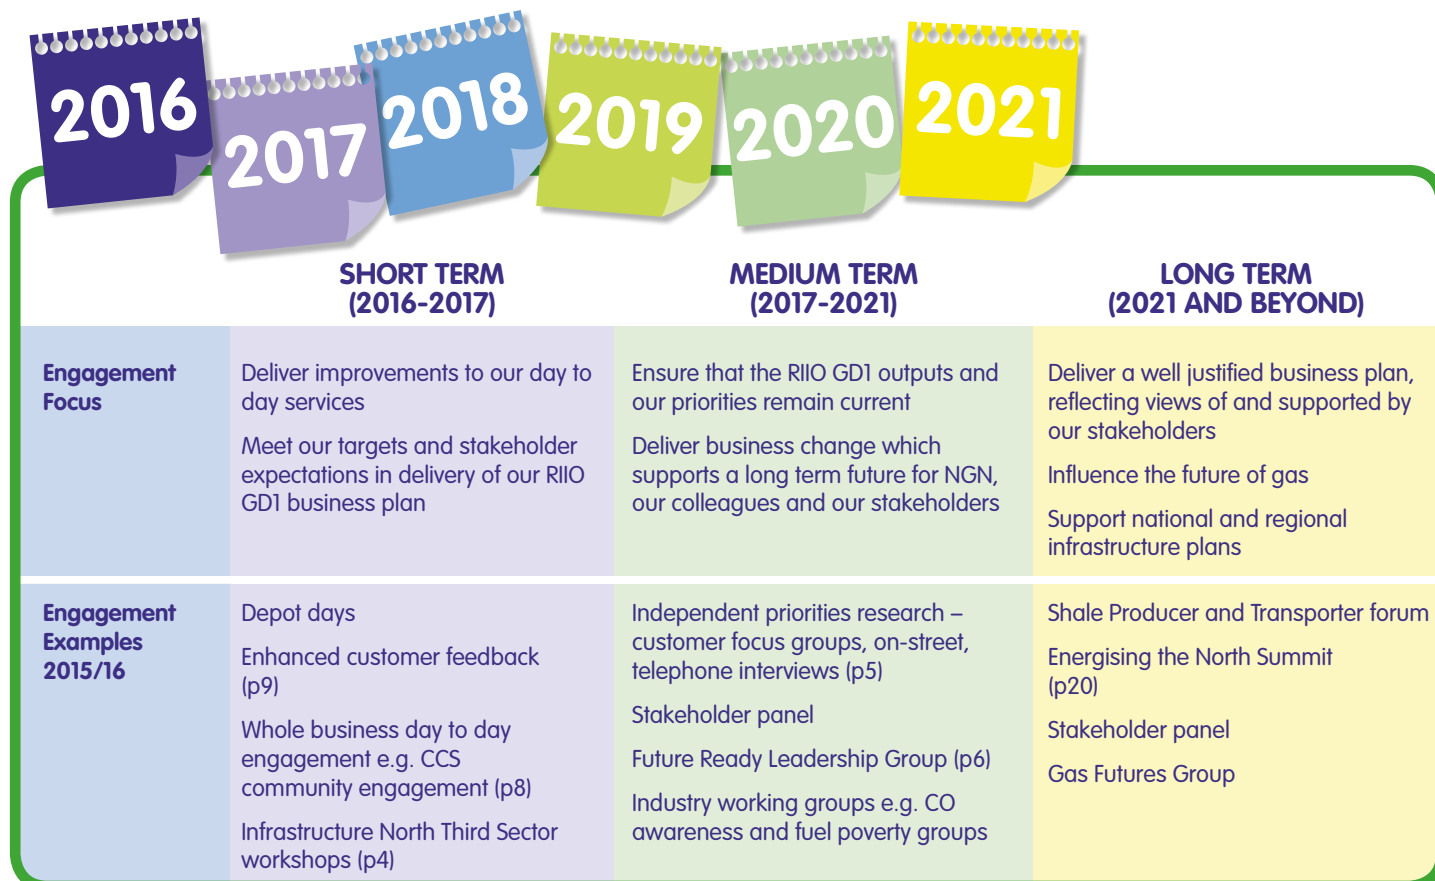 2016
2017
2018
2019
2020
2021
SHORT TERM
(2016-2017)
MEDIUM TERM
(2017-2021)
LONG TERM
(2021 AND BEYOND)
Engagement
Focus
Deliver improvements to our day to
day services
Meet our targets and stakeholder
expectations in delivery of our RIIO
GD1 business plan
Ensure that the RIIO GD1 outputs and
our priorities remain current
Deliver business change which
supports a long term future for NGN,
our colleagues and our stakeholders
Deliver a well justified business plan,
reflecting views of and supported by
our stakeholders
Influence the future of gas
Support national and regional
infrastructure plans
Engagement
Examples
2015/16
Depot days
Enhanced customer feedback
(p9)
Whole business day to day
engagement e.g. CCS
community engagement (p8)
Infrastructure North Third Sector
workshops (p4)
Independent priorities research –
customer focus groups, on-street,
telephone interviews (p5)
Stakeholder panel
Future Ready Leadership Group (p6)
Industry working groups e.g. CO
awareness and fuel poverty groups
Shale Producer and Transporter forum
Energising the North Summit
(p20)
Stakeholder panel
Gas Futures Group